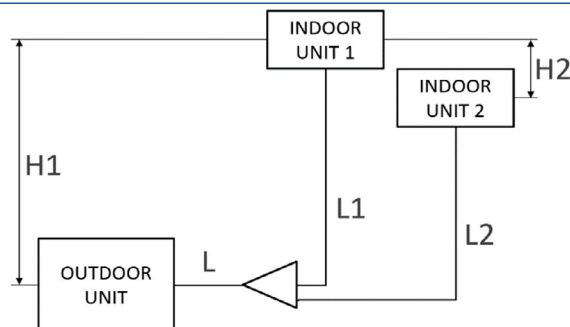 INDOOR
UNIT 1
H2
INDOOR
UNIT 2
H1
L1
L2
L
OUTDOOR
UNIT